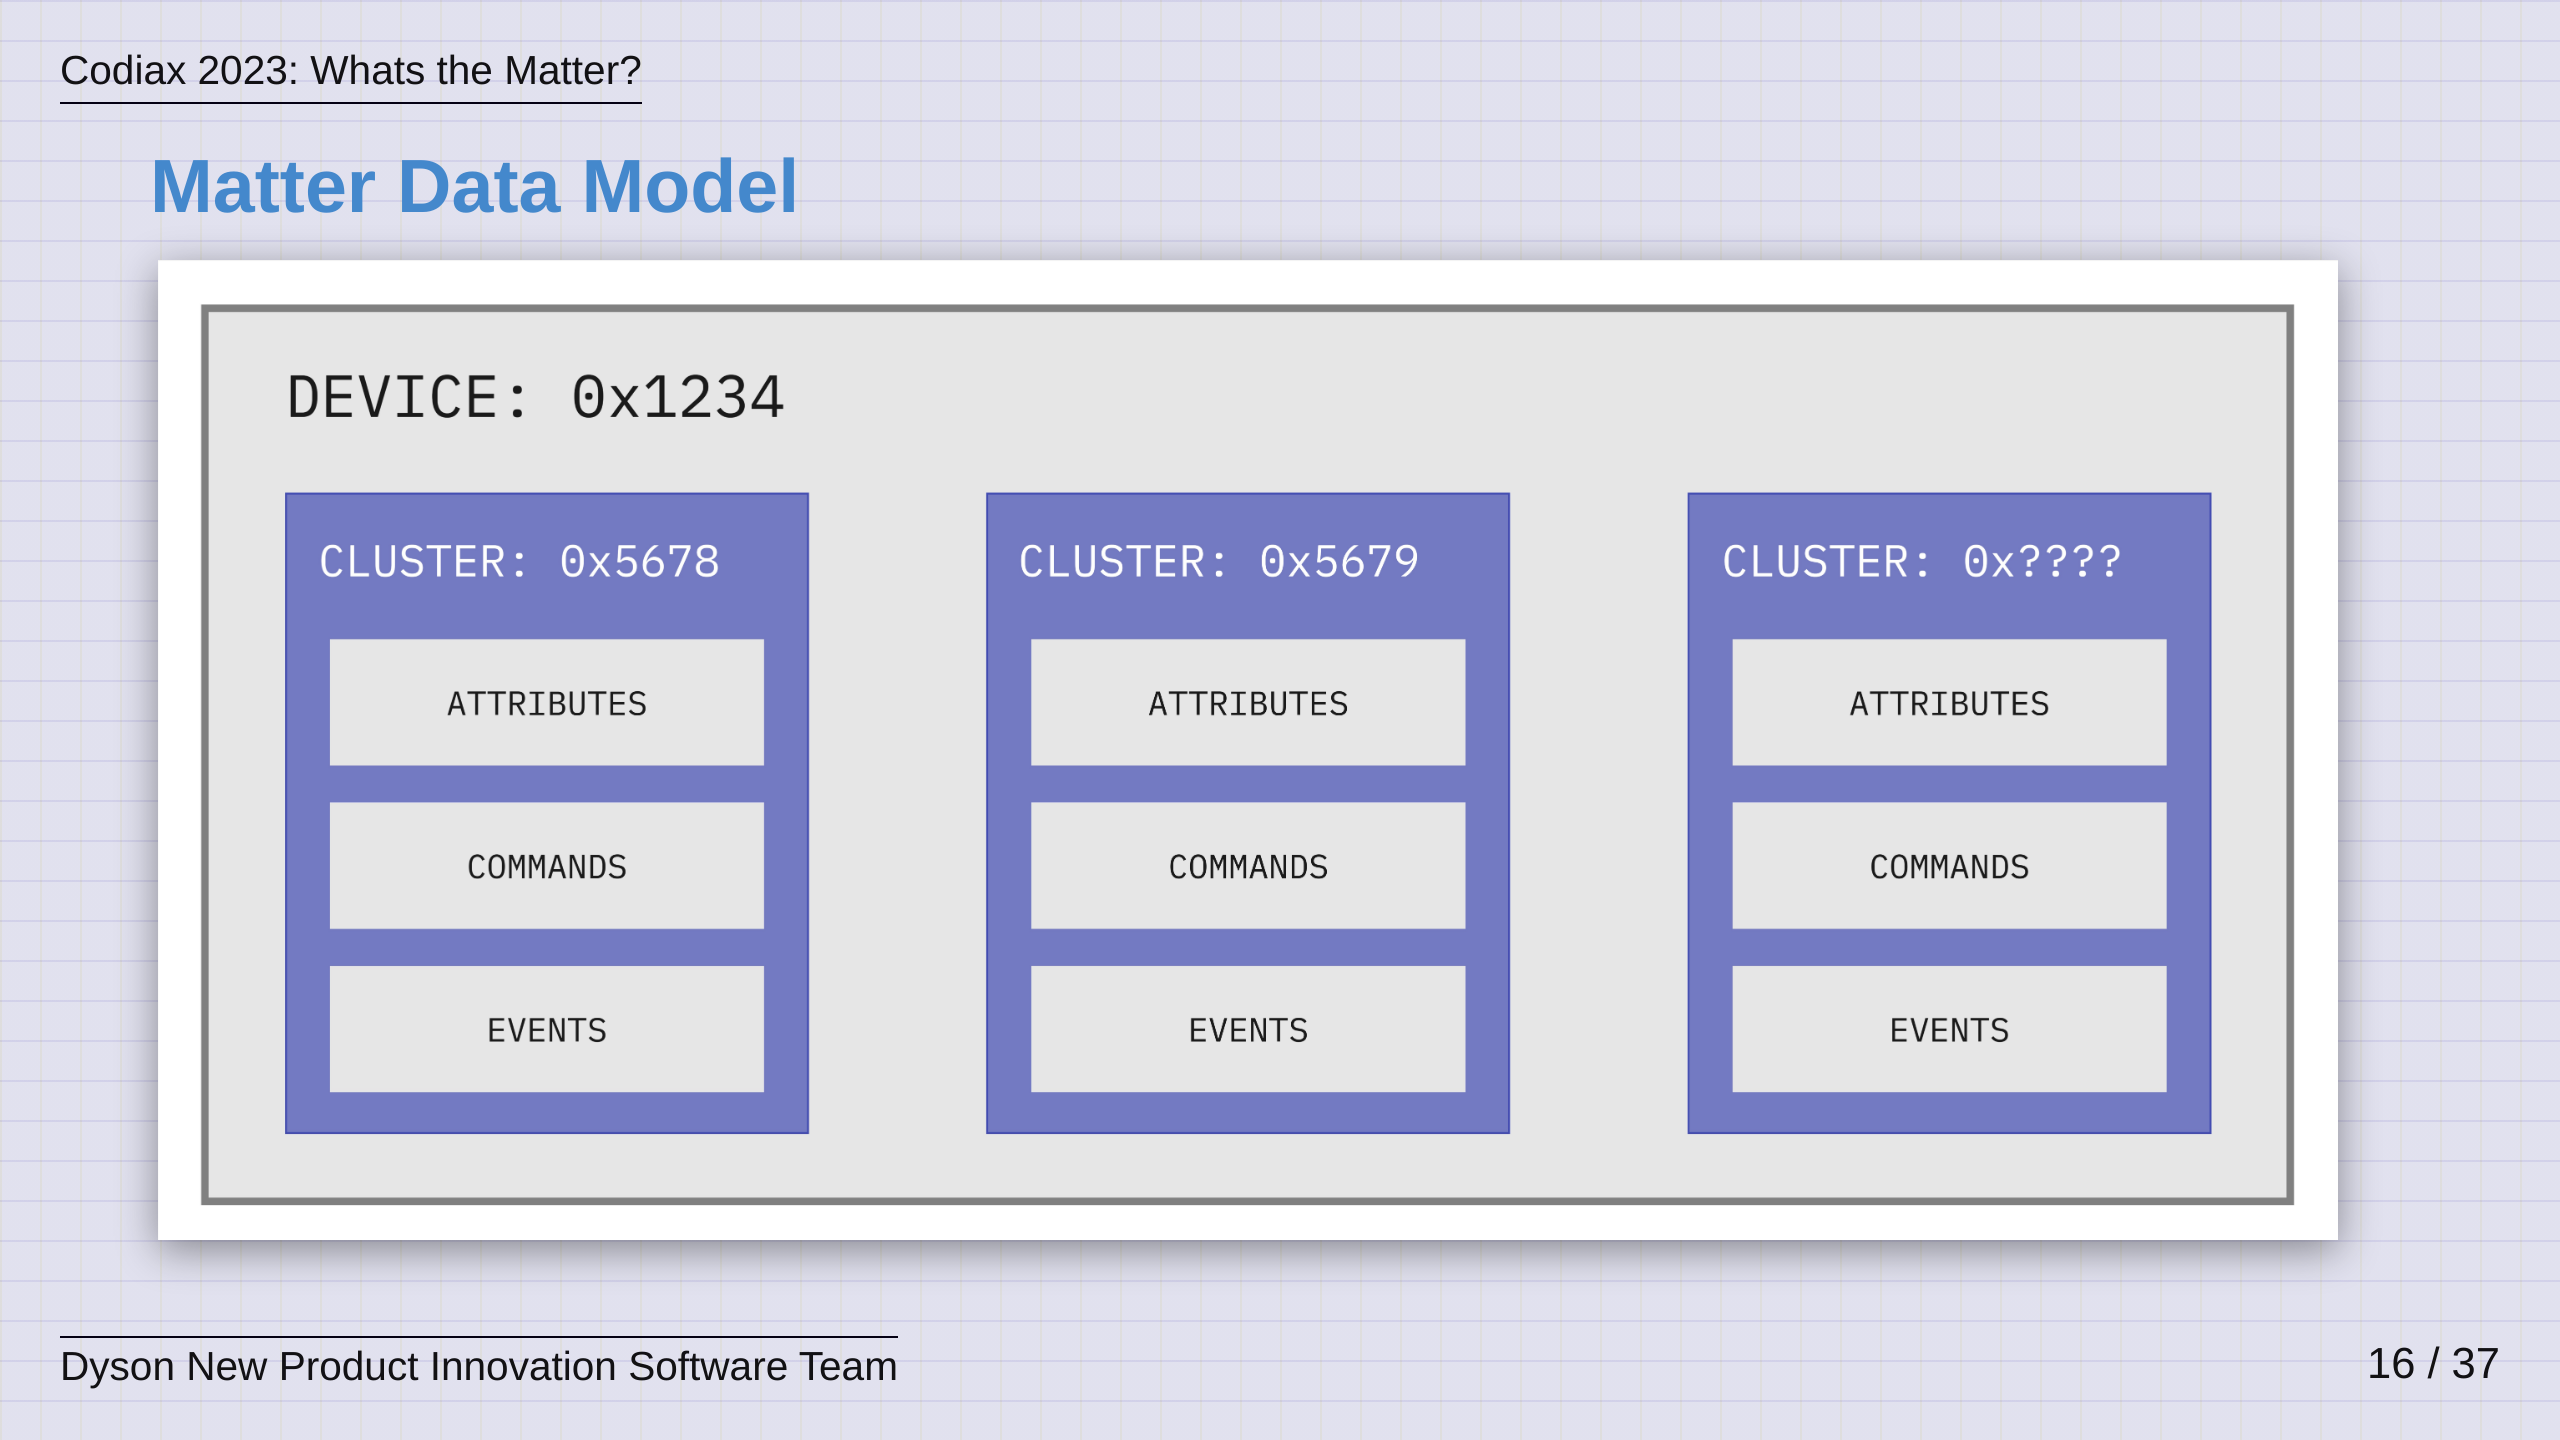 Codiax 2023: Whats the Matter?
Matter Data Model
DEVICE: 0x1234
CLUSTER: 0x5678
ATTRIBUTES
COMMANDS
EVENTS
CLUSTER: 0x5679
ATTRIBUTES
COMMANDS
EVENTS
CLUSTER: 0x????
ATTRIBUTES
COMMANDS
EVENTS
Dyson New Product Innovation Software Team
16 / 37